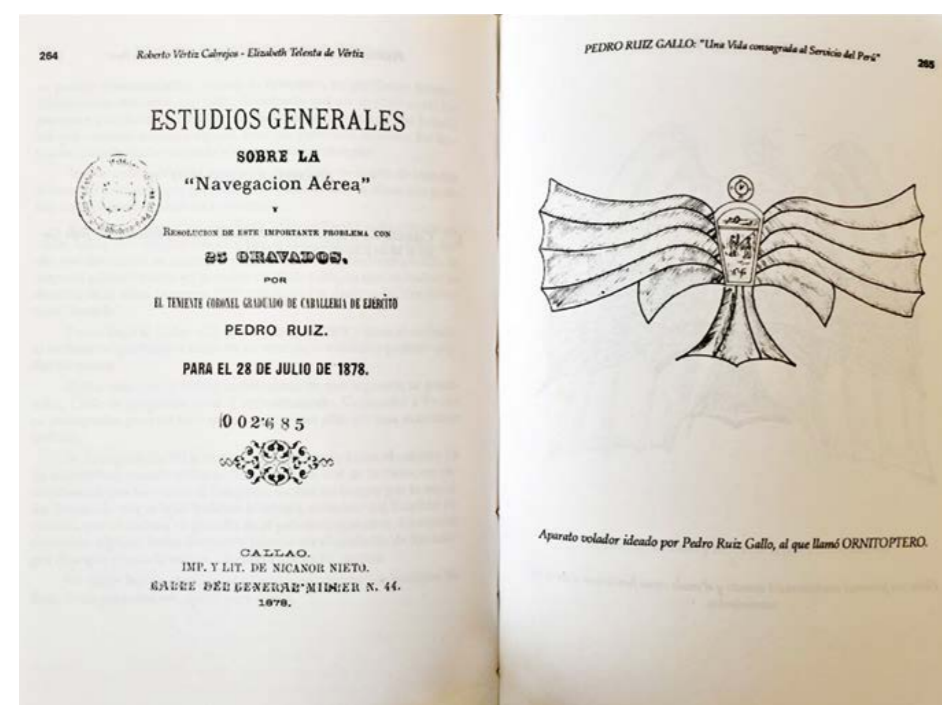 264
Roberto Vértiz Cabrejos - Elizabeth Telenta de Vértiz
ESTUDIOS GENERALES
SOBRE LA
“Navegacion Aérea”
Y
RESOLUCION DE ESTE IMPORTANTE PROBLEMA CON
25 GRAVADOS,
POR
EL TENIENTE CORONEL GRADUADO DE CABALLERIA DE EJÉRCITO
PEDRO RUIZ.
PARA EL 28 DE JULIO DE 1878.
002685
CALLAO.
IMP. Y LIT. DE NICANOR NIETO.
CALLE DEL GENERAL MILLER N. 44.
1878.
PEDRO RUIZ GALLO: "Una Vida consagrada al Servicio del Perú"
265
Aparato volador ideado por Pedro Ruiz Gallo, al que llamó ORNITOPTERO.